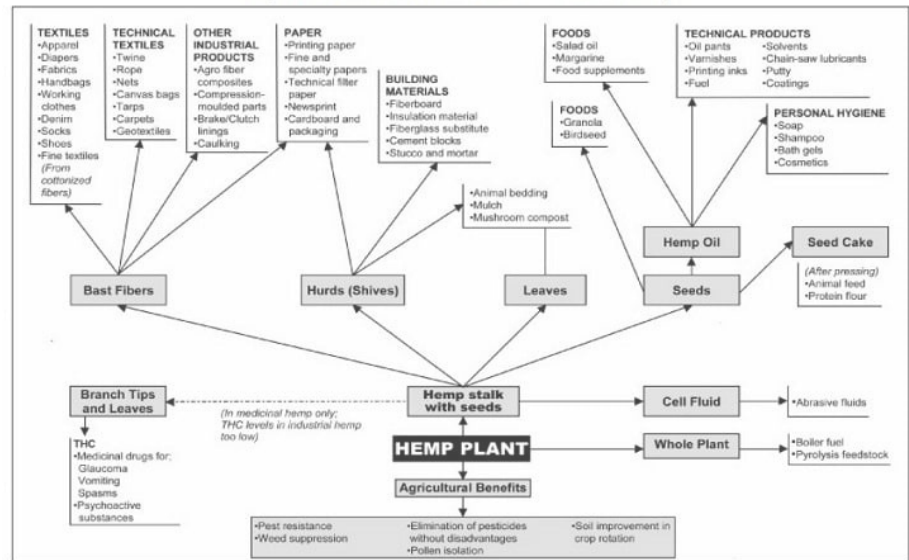 TEXTILES
•Apparel
•Diapers
•Fabrics
•Handbags
•Working
clothes
•Denim
•Socks
•Shoes
•Fine textiles
(From
cottonized
fibers)
TECHNICAL
TEXTILES
•Twine
•Rope
•Nets
•Canvas bags
•Tarps
•Carpets
•Geotextiles
OTHER
INDUSTRIAL
PRODUCTS
•Agro fiber
composites
•Compression-
moulded parts
•Brake/Clutch
linings
•Caulking
PAPER
•Printing paper
•Fine and
specialty papers
•Technical filter
paper
•Newsprint
•Cardboard and
packaging
BUILDING
MATERIALS
•Fiberboard
•Insulation material
•Fiberglass substitute
•Cement blocks
•Stucco and mortar
•Animal bedding
•Mulch
•Mushroom compost
FOODS
•Salad oil
•Margarine
•Food supplements
FOODS
•Granola
•Birdseed
TECHNICAL PRODUCTS
•Oil pants
•Varnishes
•Printing inks
•Fuel
•Solvents
•Chain-saw lubricants
•Putty
•Coatings
PERSONAL HYGIENE
•Soap
•Shampoo
•Bath gels
•Cosmetics
Hemp Oil
Seed Cake
(After pressing)
•Animal feed
•Protein flour
Bast Fibers
Hurds (Shives)
Leaves
Seeds
Branch Tips
and Leaves
(In medicinal hemp only;
THC levels in industrial hemp
too low)
Hemp stalk
with seeds
Cell Fluid
•Abrasive fluids
THC
•Medicinal drugs for;
Glaucoma
Vomiting
Spasms
•Psychoactive
substances
HEMP PLANT
Whole Plant
•Boiler fuel
•Pyrolysis feedstock
Agricultural Benefits
•Pest resistance
•Weed suppression
•Elimination of pesticides
without disadvantages
•Pollen isolation
•Soil improvement in
crop rotation